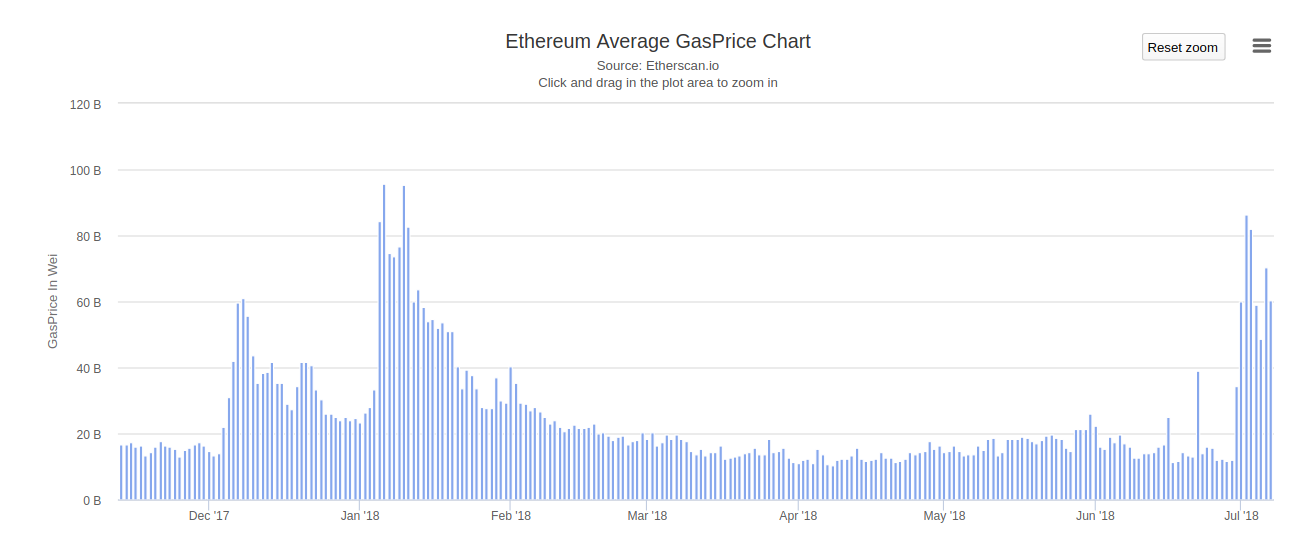 Ethereum Average GasPrice Chart
Source: Etherscan.io
Click and drag in the plot area to zoom in
Reset zoom
GasPrice In Wei
120 B
100 B
80 B
60 B
40 B
20 B
0 B
Dec '17 Jan '18 Feb '18 Mar '18 Apr '18 May '18 Jun '18 Jul '18